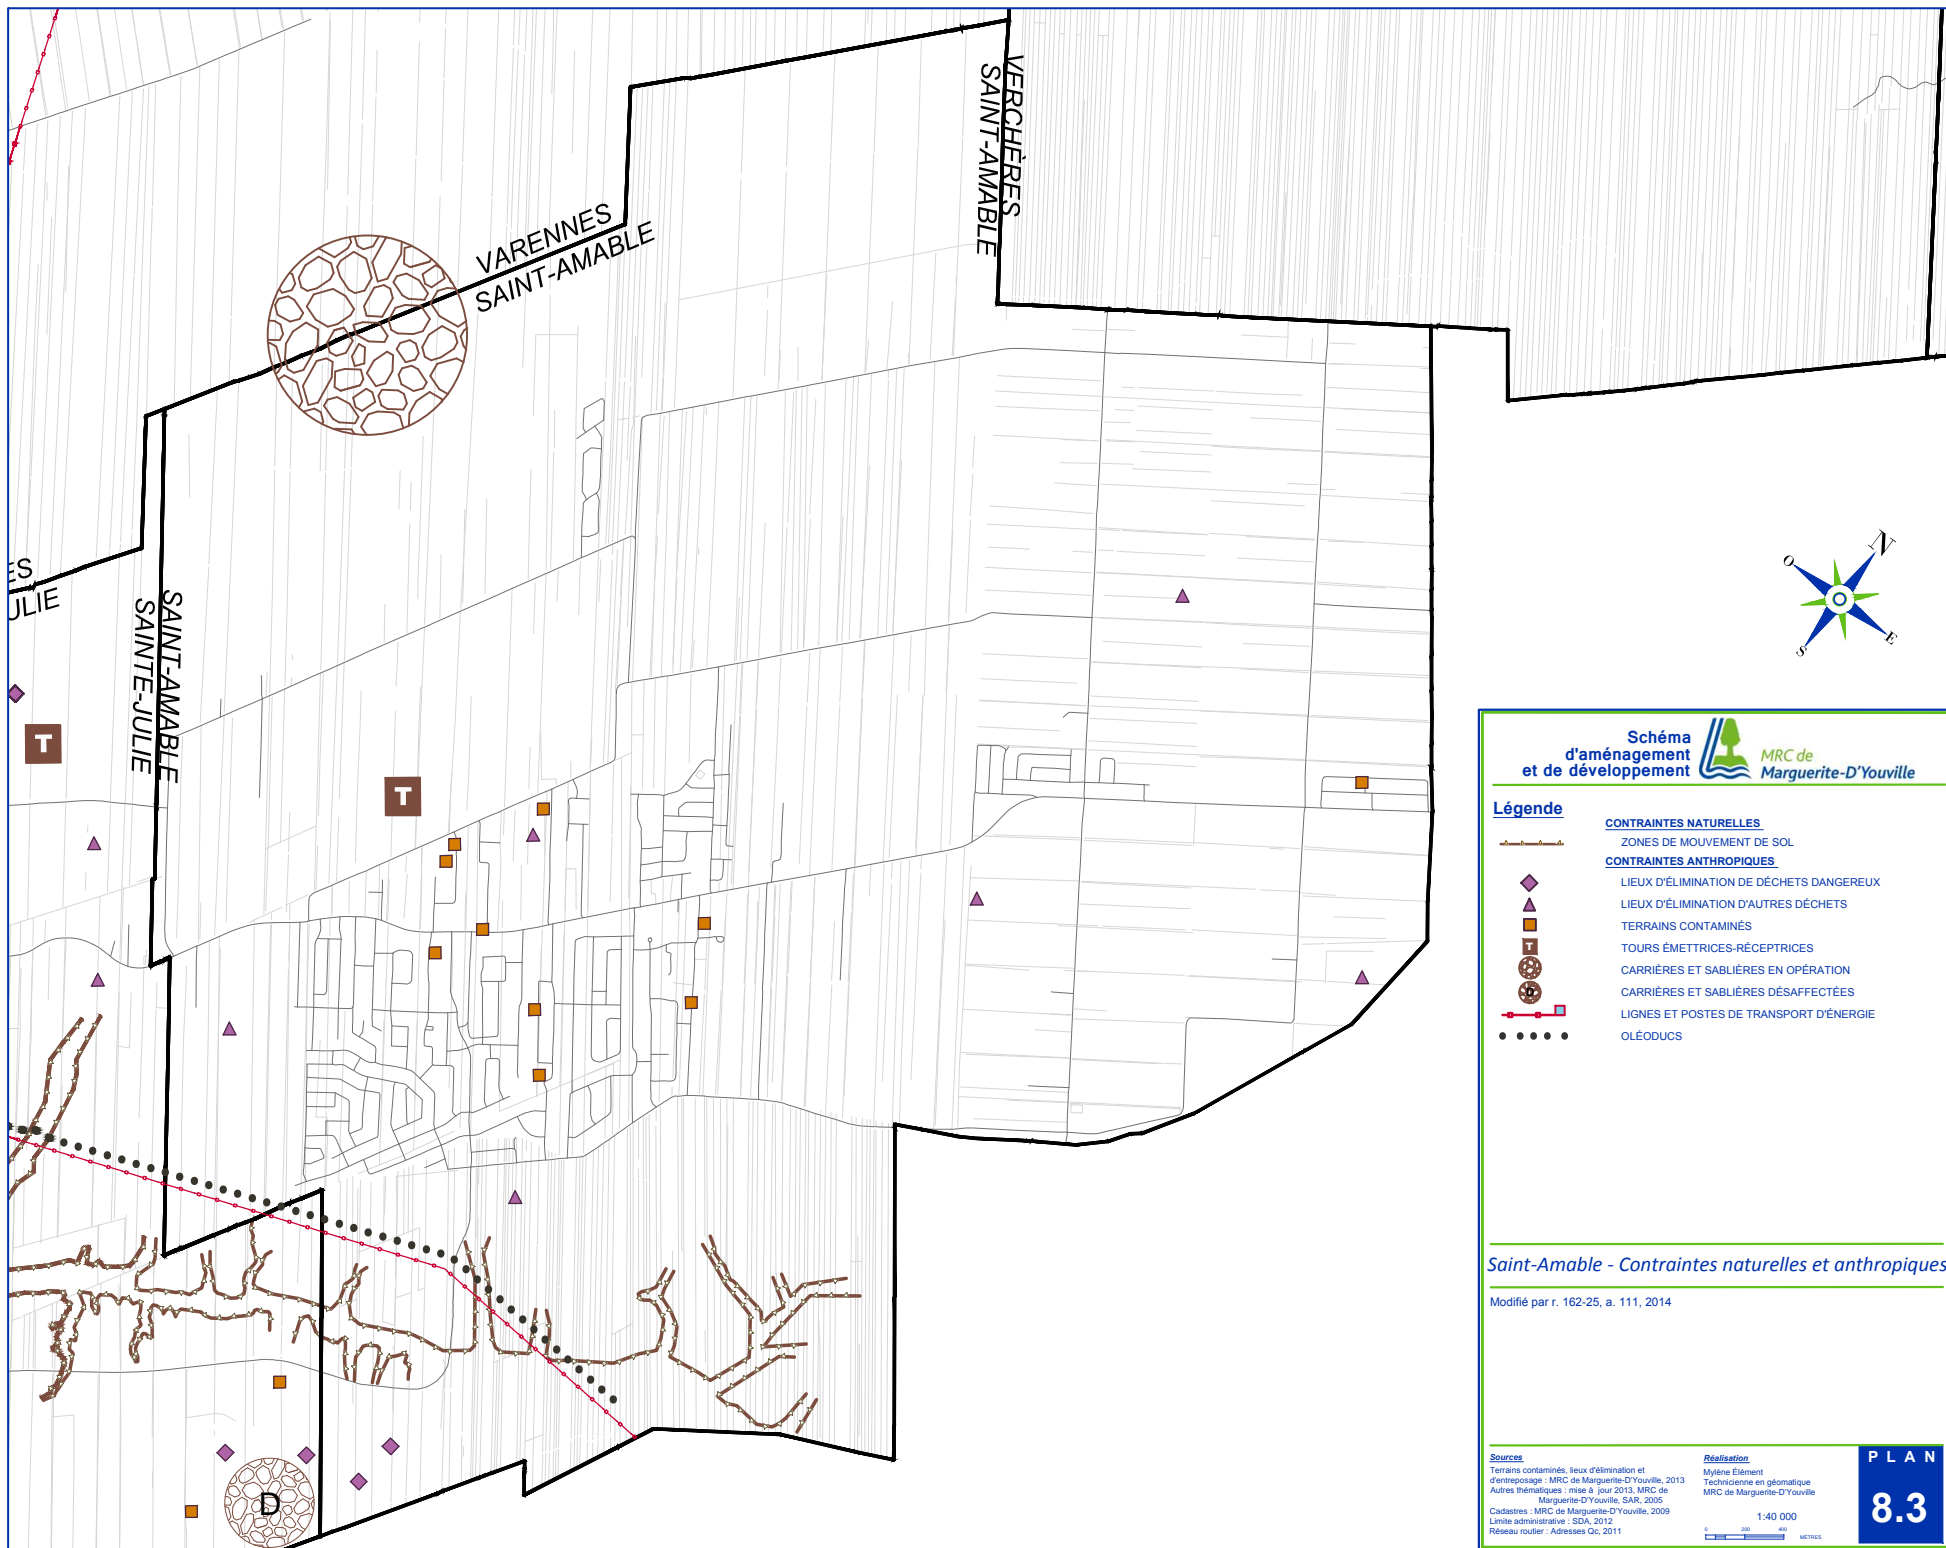 VERCHÈRES
SAINT-AMABLE
VARENNES
SAINT-AMABLE
ES
ULIE
SAINT-AMABLE
SAINTE-JULIE
T
T
D
N
O
E
S
Schéma
d'aménagement
et de développement
MRC de
Marguerite-D'Youville
Légende
CONTRAINTES NATURELLES
ZONES DE MOUVEMENT DE SOL
CONTRAINTES ANTHROPIQUES
LIEUX D'ÉLIMINATION DE DÉCHETS DANGEREUX
LIEUX D'ÉLIMINATION D'AUTRES DÉCHETS
TERRAINS CONTAMINÉS
T TOURS ÉMETTRICES-RÉCEPTRICES
CARRIÈRES ET SABLIÈRES EN OPÉRATION
D CARRIÈRES ET SABLIÈRES DÉSAFFECTÉES
LIGNES ET POSTES DE TRANSPORT D'ÉNERGIE
OLÉODUCS
Saint-Amable - Contraintes naturelles et anthropiques
Modifié par r. 162-25, a. 111, 2014
Sources
Terrains contaminés, lieux d'élimination et
d'entreposage : MRC de Marguerite-D'Youville, 2013
Autres thématiques : mise à jour 2013, MRC de
Marguerite-D'Youville, SAR, 2005
Cadastres : MRC de Marguerite-D'Youville, 2009
Limite administrative : SDA, 2012
Réseau routier : Adresses Qc, 2011
Réalisation
Mylène Élément
Technicienne en géomatique
MRC de Marguerite-D'Youville
1:40 000
0 200 400
MÈTRES
PLAN
8.3